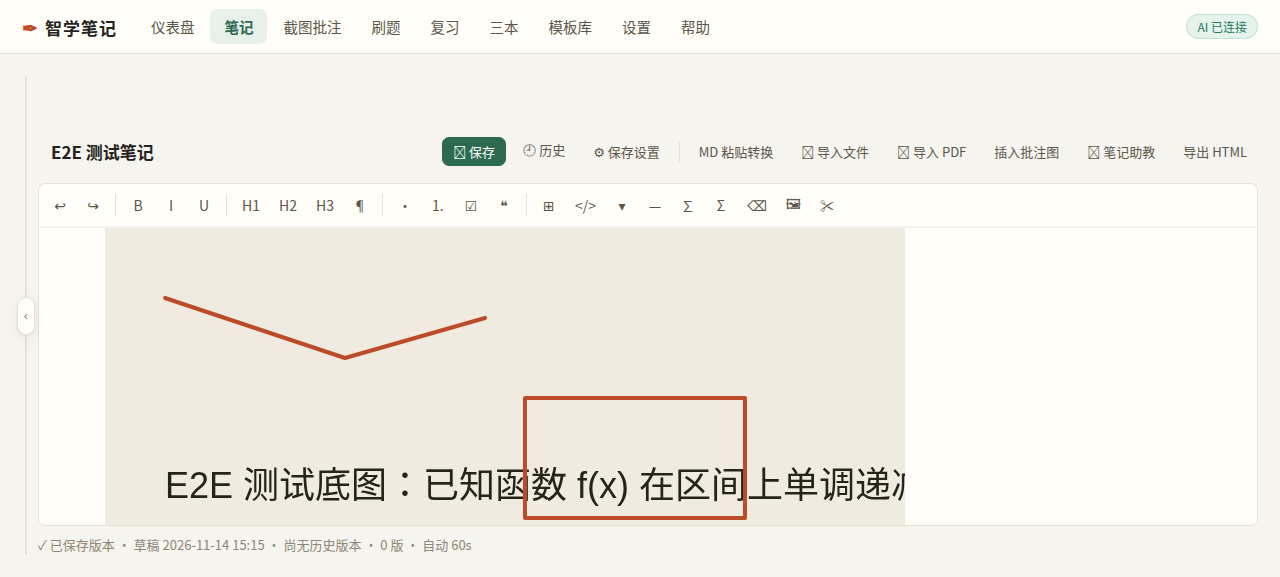 智学笔记 仪表盘 笔记 截图批注 刷题 复习 三本 模板库 设置 帮助 AI 已连接
E2E 测试笔记 保存 历史 保存设置 MD 粘贴转换 导入文件 导入 PDF 插入批注图 笔记助教 导出 HTML
B I U H1 H2 H3 ¶ • 1. ☑ ❝ ⊞ </> ▾ — Σ Σ
E2E 测试底图：已知函数 f(x) 在区间上单调递
✓已保存版本 · 草稿 2026-11-14 15:15 · 尚无历史版本 · 0 版 · 自动 60s